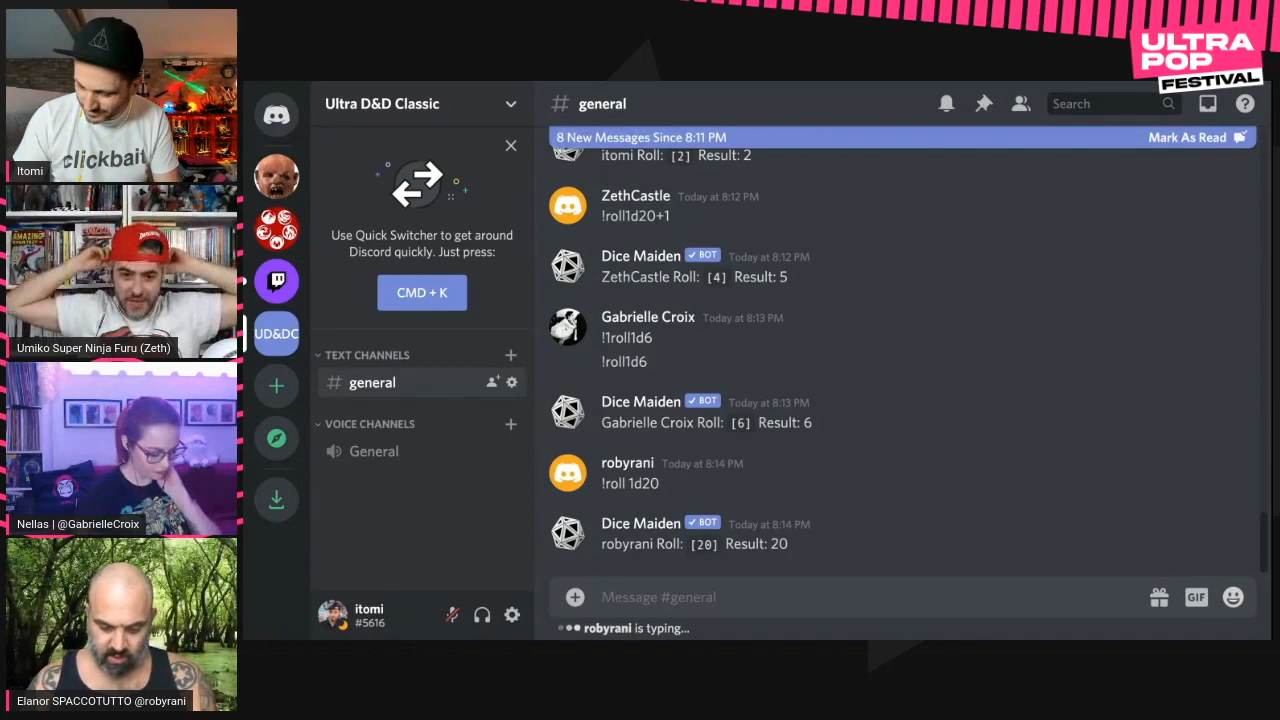 ULTRA
POP
FESTIVAL
clickbait
Itomi
AMAZING
Umiko Super Ninja Furu (Zeth)
Nellas | @GabrielleCroix
Elanor SPACCOTUTTO @robyrani
UD&DC
Ultra D&D Classic
Use Quick Switcher to get around
Discord quickly. Just press:
CMD + K
TEXT CHANNELS
# general
VOICE CHANNELS
General
itomi
#5616
# general
Search
8 New Messages Since 8:11 PM
Mark As Read
itomi Roll: [2] Result: 2
ZethCastle Today at 8:12 PM
!roll1d20+1
Dice Maiden ✓ BOT Today at 8:12 PM
ZethCastle Roll: [4] Result: 5
Gabrielle Croix Today at 8:13 PM
!1roll1d6
!roll1d6
Dice Maiden ✓ BOT Today at 8:13 PM
Gabrielle Croix Roll: [6] Result: 6
robyrani Today at 8:14 PM
!roll 1d20
Dice Maiden ✓ BOT Today at 8:14 PM
robyrani Roll: [20] Result: 20
Message #general
GIF
robyrani is typing...